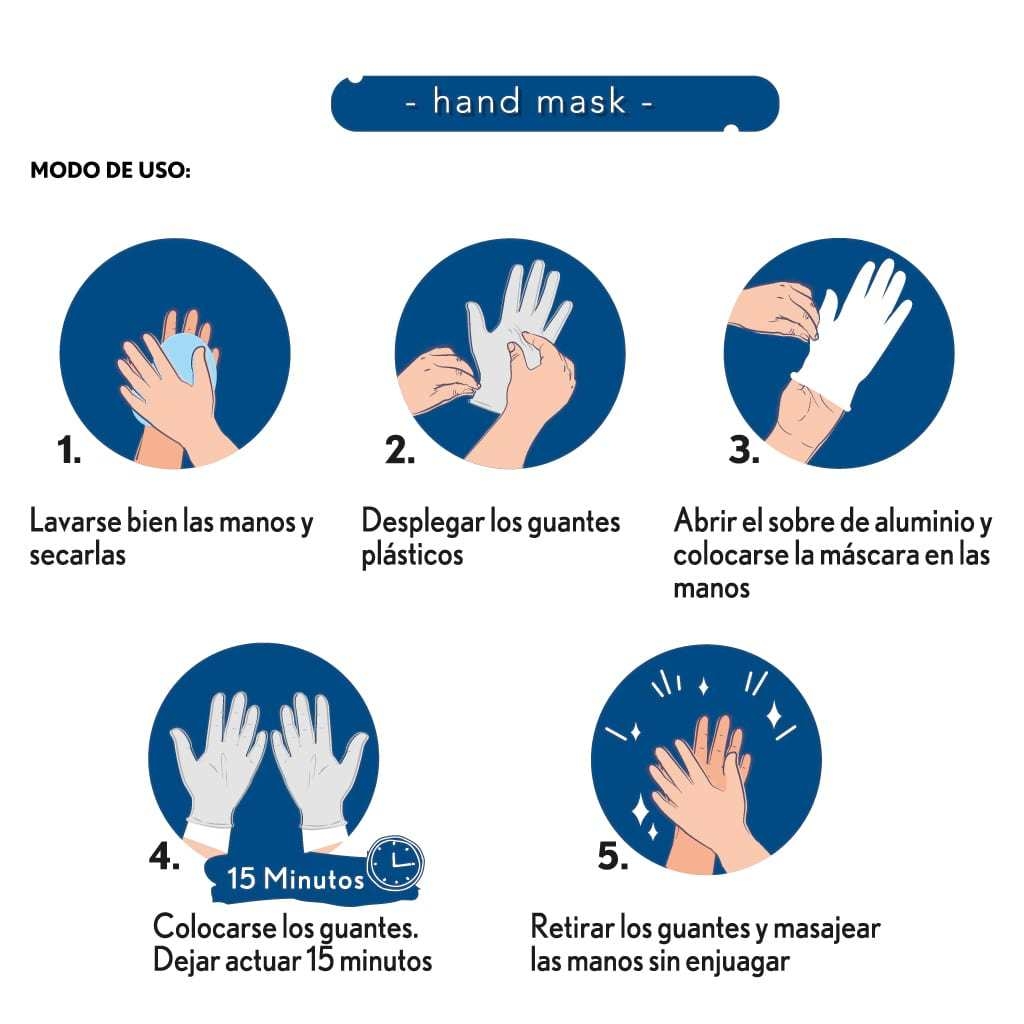 - hand mask -
MODO DE USO:
1.
Lavarse bien las manos y
secarlas
2.
Desplegar los guantes
plásticos
3.
Abrir el sobre de aluminio y
colocarse la máscara en las
manos
4.
15 Minutos
Colocarse los guantes.
Dejar actuar 15 minutos
5.
Retirar los guantes y masajear
las manos sin enjuagar